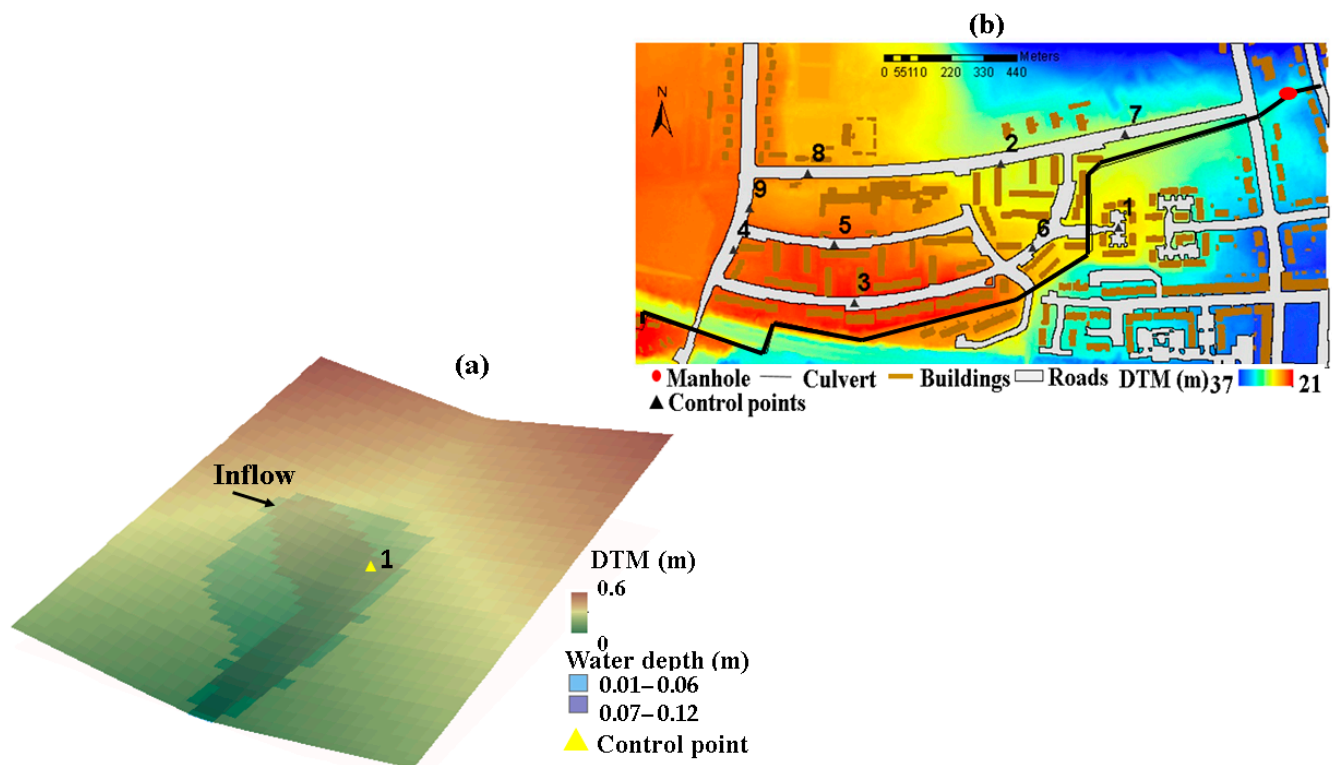 (b)
Meters
0 55110 220 330 440
N
7
2
8
9
1
5
4
6
3
Manhole Culvert Buildings Roads DTM (m) 37 21
Control points
(a)
Inflow
1
DTM (m)
0.6
0
Water depth (m)
0.01–0.06
0.07–0.12
Control point